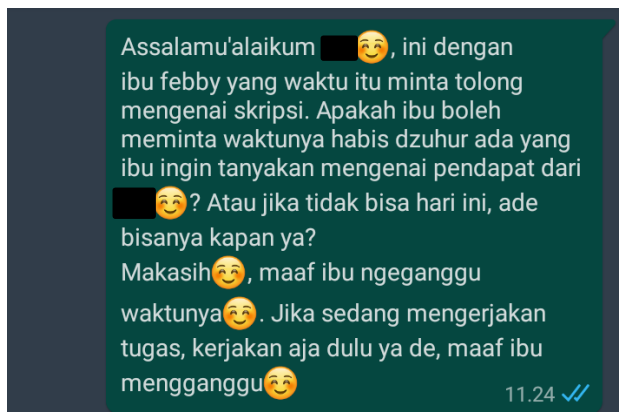 Assalamu'alaikum 😊, ini dengan
ibu febby yang waktu itu minta tolong
mengenai skripsi. Apakah ibu boleh
meminta waktunya habis dzuhur ada yang
ibu ingin tanyakan mengenai pendapat dari
😊? Atau jika tidak bisa hari ini, ade
bisanya kapan ya?
Makasih😊, maaf ibu ngeganggu
waktunya😊. Jika sedang mengerjakan
tugas, kerjakan aja dulu ya de, maaf ibu
mengganggu😊
11.24